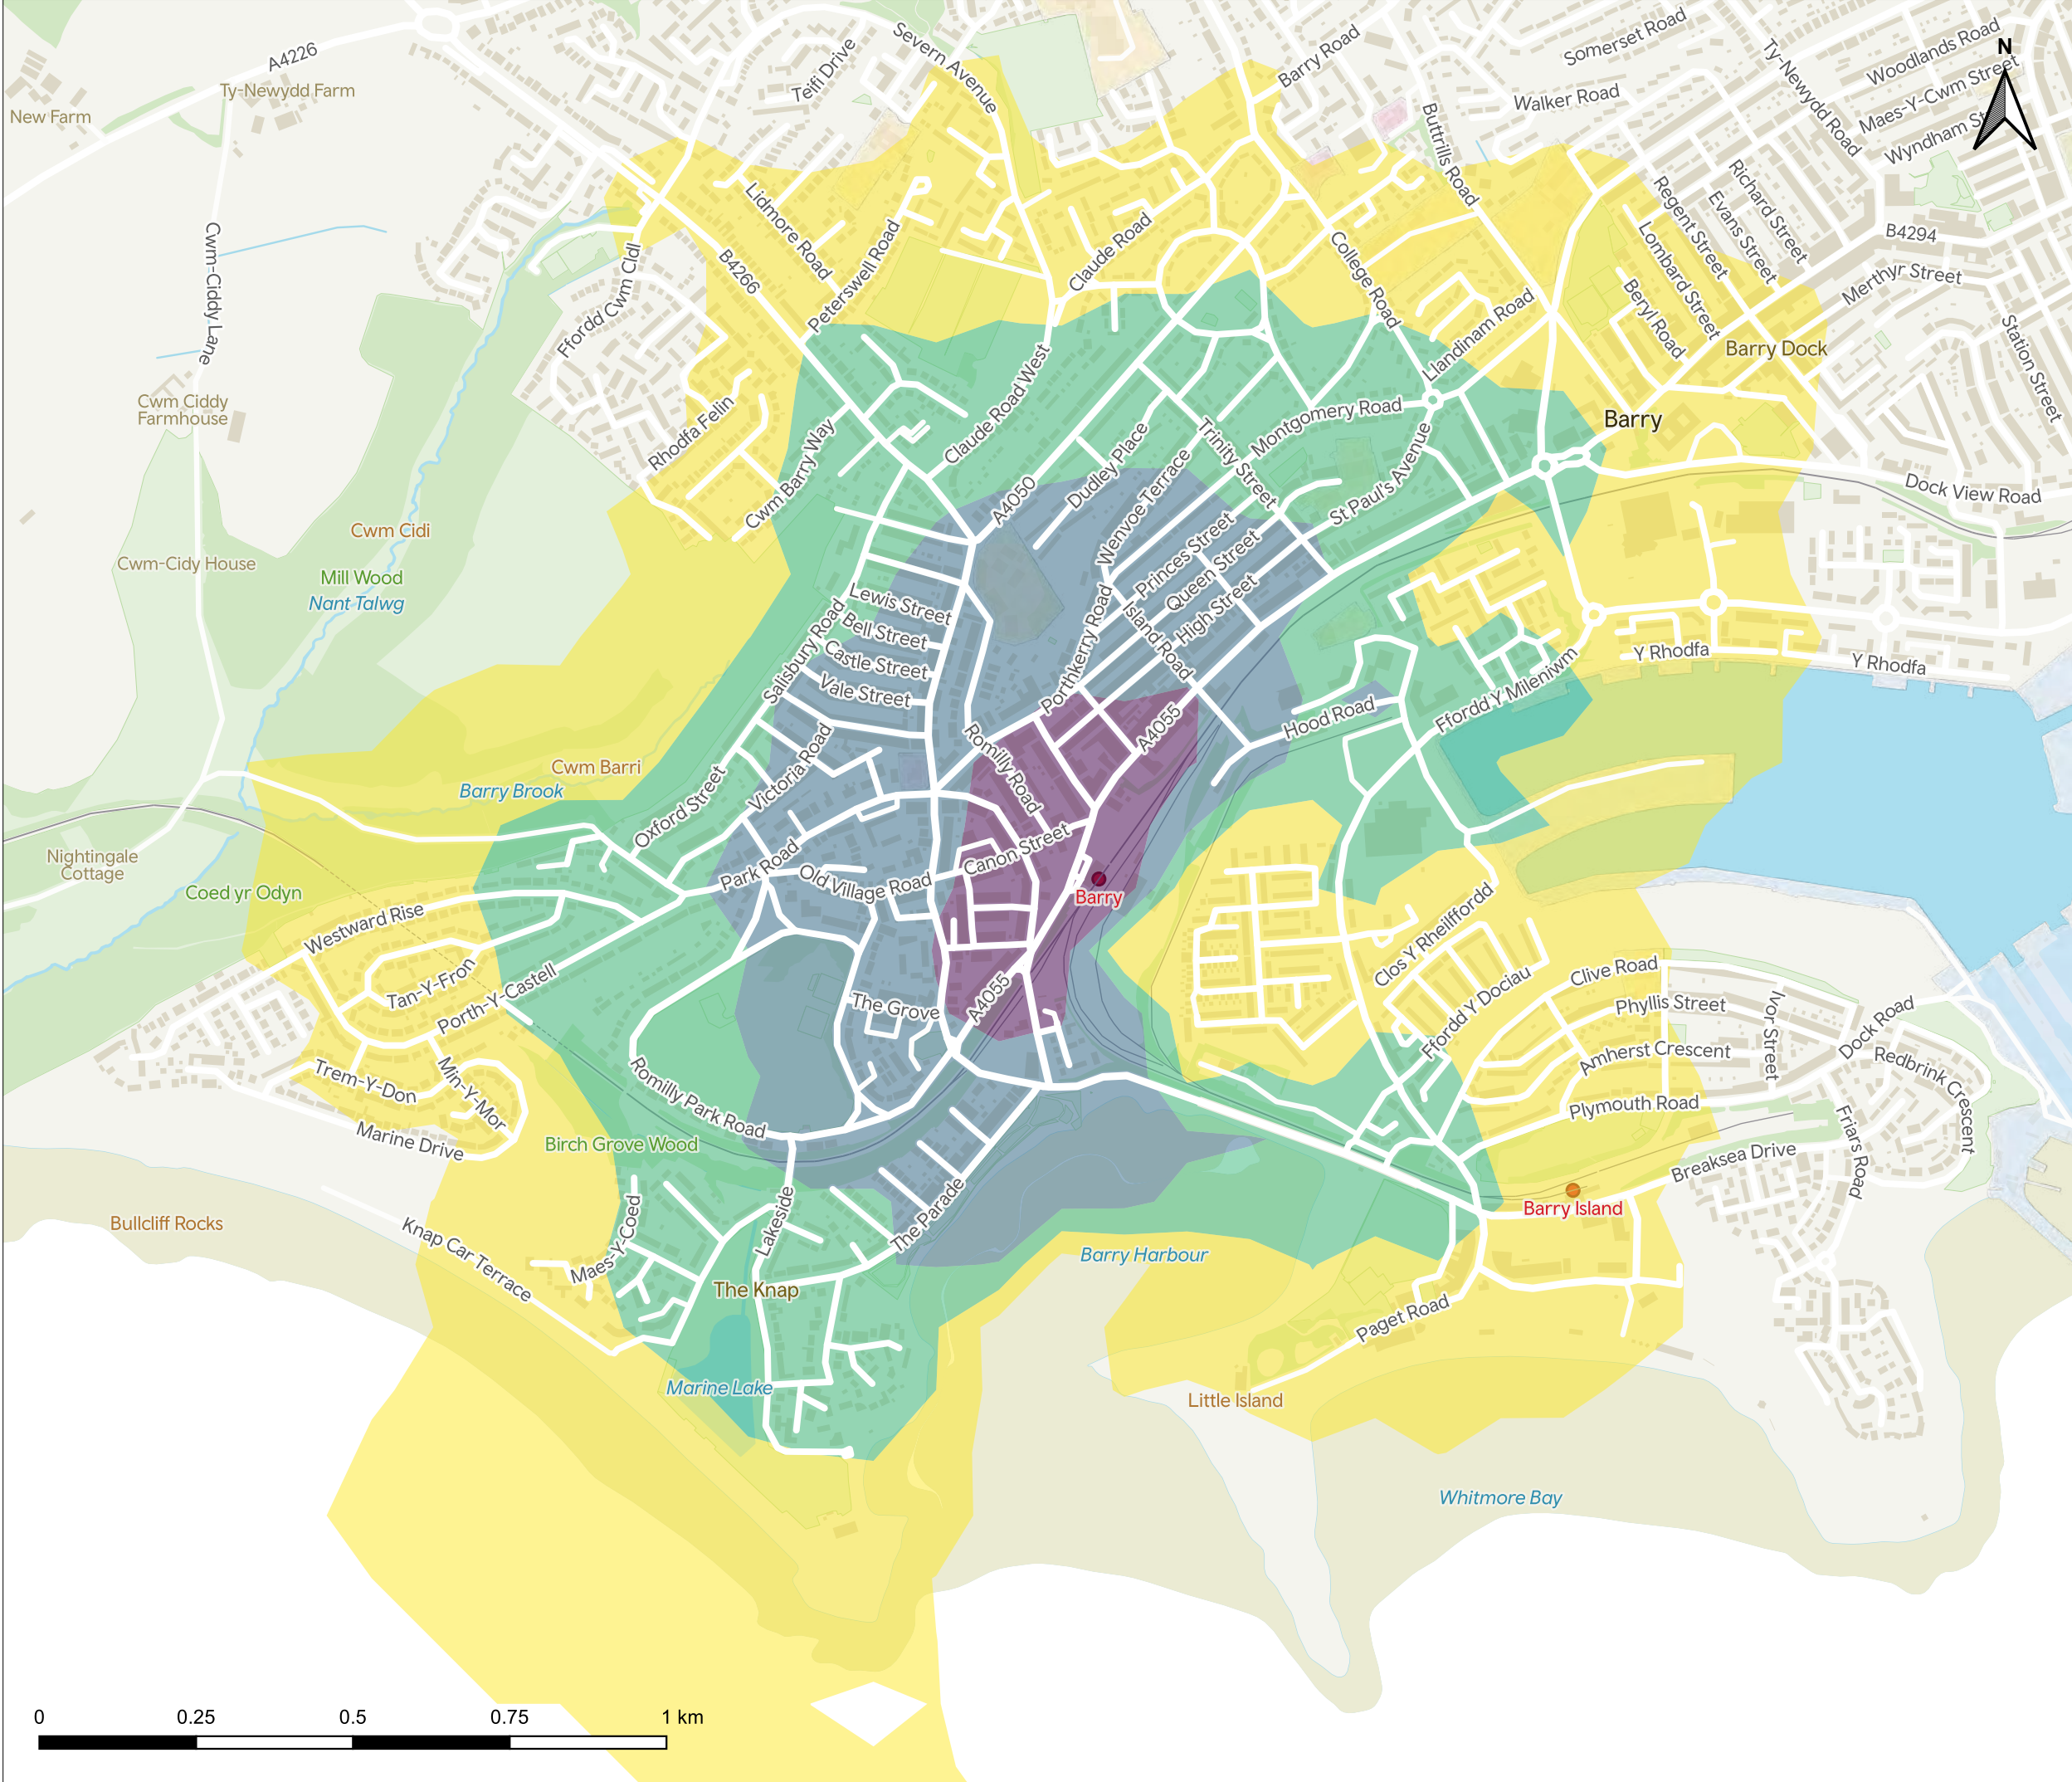 Severn Avenue
Barry Road
Somerset Road
Ty-Newydd Road
Woodlands Road
N
A4226
Teifi Drive
Maes-Y-Cwm Street
Ty-Newydd Farm
Walker Road
New Farm
Buttrills Road
Wyndham St
Richard Street
Regent Street
Evans Street
Lidmore Road
Claude Road
Lombard Street
B4294
Cwm-Ciddy Lane
Peterswell Road
B4266
College Road
Ffordd Cwm Cidi
Merthyr Street
Beryl Road
Llandinam Road
Station Street
Barry Dock
Claude Road West
Cwm Ciddy
Farmhouse
Montgomery Road
Barry
Rhodfa Felin
Trinity Street
Cwm Barry Way
Dudley Place
St Paul's Avenue
A4050
Wenvoe Terrace
Dock View Road
Cwm Cidi
Princes Street
Cwm-Cidy House
Queen Street
Mill Wood
Nant Talwg
Lewis Street
High Street
Bell Street
Island Road
Salisbury Road
Castle Street
Porthkerry Road
Y Rhodfa
Y Rhodfa
Vale Street
Ffordd Y Mileniwm
Hood Road
A4055
Romilly Road
Victoria Road
Cwm Barri
Barry Brook
Oxford Street
Canon Street
Nightingale
Cottage
Park Road
Old Village Road
Coed yr Odyn
Barry
Westward Rise
Clos Y Rheilffordd
Tan-Y-Fron
Porth-Y-Castell
Clive Road
Ffordd Y Dociau
Phyllis Street
Ivor Street
The Grove
A4055
Dock Road
Amherst Crescent
Redbrink Crescent
Trem-Y-Don
Min-Y-Mor
Romilly Park Road
Plymouth Road
Marine Drive
Birch Grove Wood
Friars Road
Breaksea Drive
Bullcliff Rocks
Knap Car Terrace
Maes-Y-Coed
Lakeside
The Parade
Barry Island
Barry Harbour
The Knap
Paget Road
Marine Lake
Little Island
Whitmore Bay
0 0.25 0.5 0.75 1 km